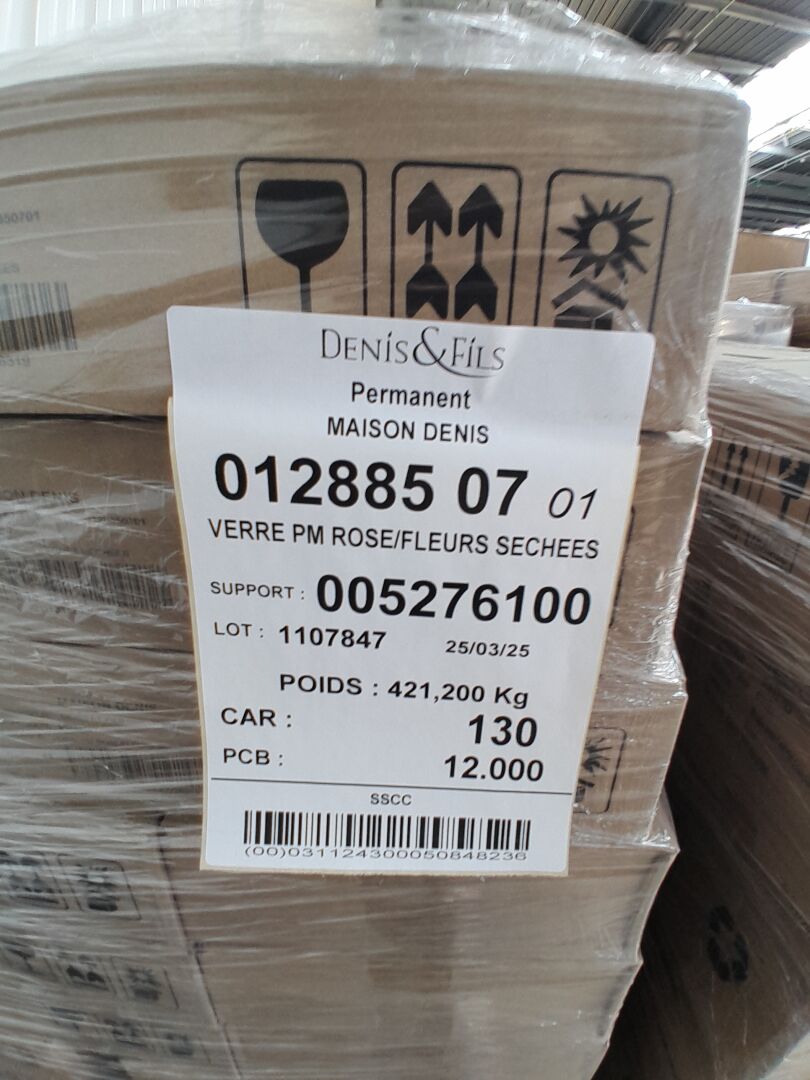 DENIS&FILS
Permanent
MAISON DENIS
012885 07 01
VERRE PM ROSE/FLEURS SECHEES
SUPPORT : 005276100
LOT : 1107847 25/03/25
POIDS : 421,200 Kg
CAR : 130
PCB : 12.000
SSCC
(00)031124300050848236